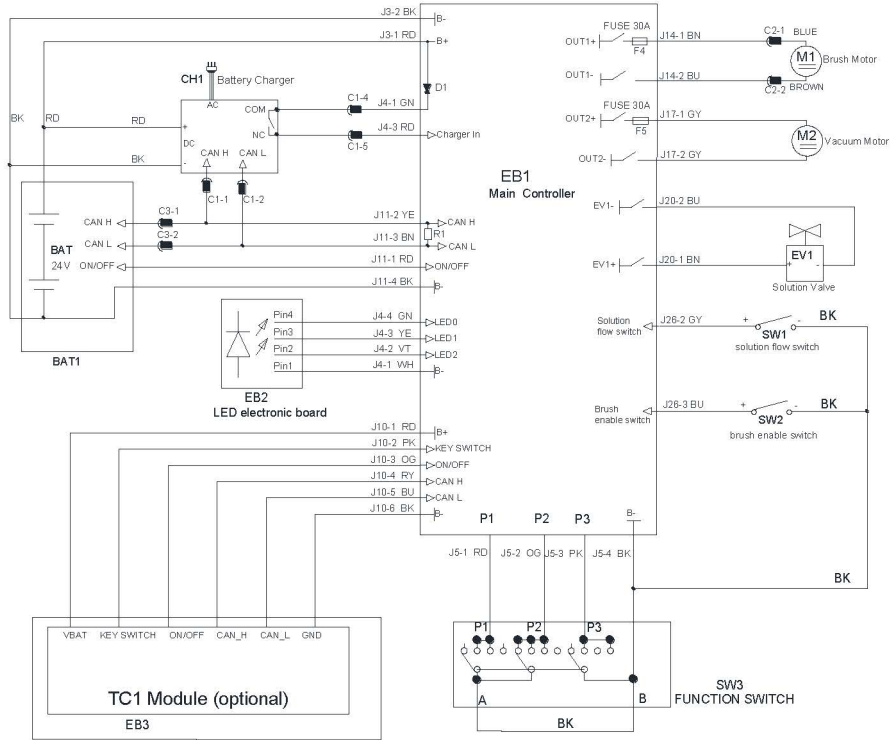 J3-2 BK
B-
J3-1 RD
B+
FUSE 30A
OUT1+
F4
J14-1 BN
C2-1
BLUE
M1
Brush Motor
OUT1-
J14-2 BU
C2-2
BROWN
CH1
Battery Charger
AC
D1
C1-4
COM
J4-1 GN
FUSE 30A
OUT2+
F5
J17-1 GY
M2
Vacuum Motor
BK
RD
RD
+
DC
NC
J4-3 RD
Charger In
C1-5
BK
-
CAN H
CAN L
OUT2-
J17-2 GY
EB1
Main Controller
C1-1
C1-2
EV1-
J20-2 BU
C3-1
CAN H
J11-2 YE
CAN H
R1
C3-2
BAT
CAN L
J11-3 BN
CAN L
24V
ON/OFF
J11-1 RD
ON/OFF
EV1+
J20-1 BN
+
EV1
-
Solution Valve
J11-4 BK
B-
BAT1
Pin4
J4-4 GN
LED0
Pin3
J4-3 YE
LED1
Pin2
J4-2 VT
LED2
Pin1
J4-1 WH
B-
EB2
LED electronic board
Solution
flow switch
J26-2 GY
+
-
BK
SW1
solution flow switch
Brush
enable switch
J26-3 BU
+
-
BK
SW2
brush enable switch
J10-1 RD
B+
J10-2 PK
KEY SWITCH
J10-3 OG
ON/OFF
J10-4 RY
CAN H
J10-5 BU
CAN L
J10-6 BK
B-
P1
P2
P3
B-
J5-1 RD
J5-2 OG
J5-3 PK
J5-4 BK
BK
VBAT
KEY SWITCH
ON/OFF
CAN_H
CAN_L
GND
TC1 Module (optional)
EB3
P1
P2
P3
A
B
SW3
FUNCTION SWITCH
BK